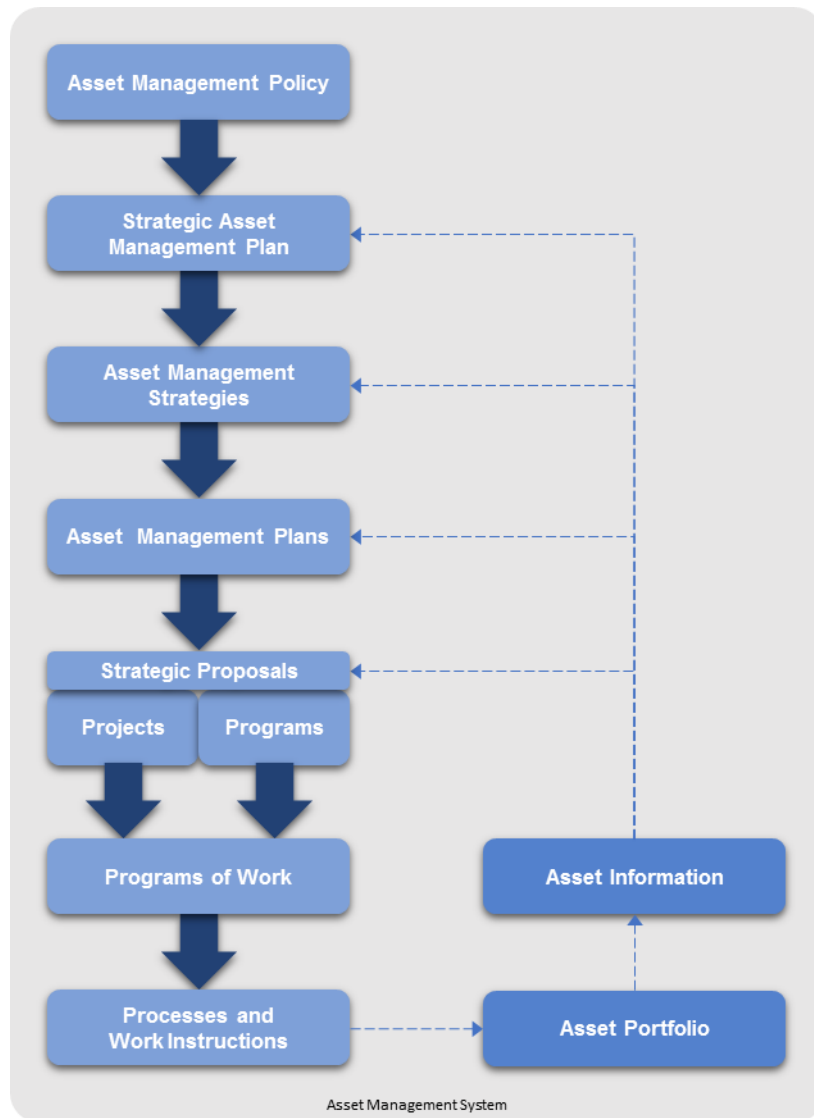 Asset Management Policy
Strategic Asset
Management Plan
Asset Management
Strategies
Asset Management Plans
Strategic Proposals
Projects
Programs
Programs of Work
Asset Information
Processes and
Work Instructions
Asset Portfolio
Asset Management System